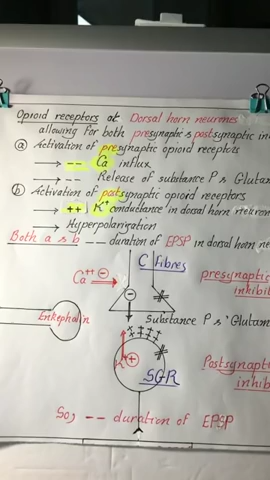 Opioid receptors at Dorsal horn neurones
allowing for both presynaptic & postsynaptic in
ⓐ Activation of presynaptic opioid receptors
→ -- Ca influx
→ -- Release of substance P & Gluta
ⓑ Activation of postsynaptic opioid receptors
→ ++ K+ conductance in dorsal horn neuron
→ Hyperpolarization
Both a & b --- duration of EPSP in dorsal horn ne
C Fibres
Ca++ ⊖
presynaptic
inhibit
⊖
Enkephalin
Substance P & Glutam
++++
K+ ⊕
SGR
Postsynaptic
inhib
So, -- duration of EPSP